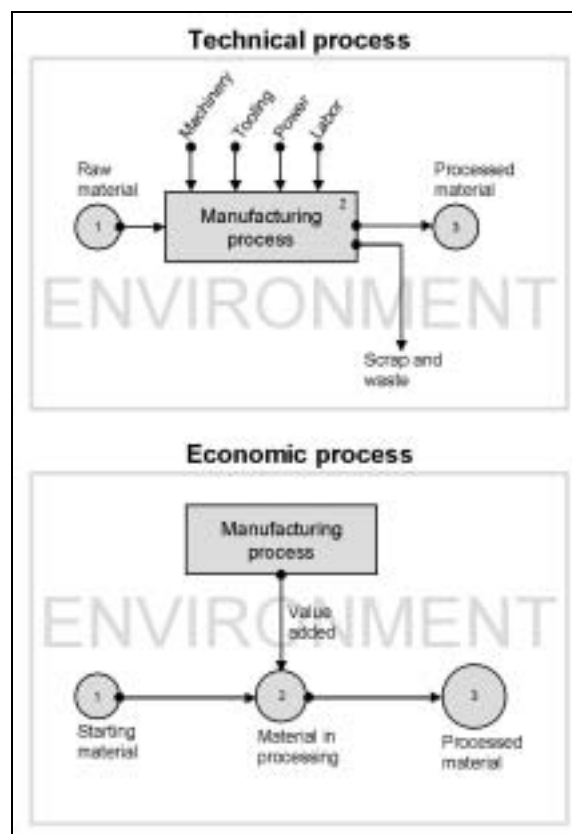 Technical process
Machinery
Tooling
Power
Labor
Raw
material
Processed
material
1
Manufacturing
process
2
3
ENVIRONMENT
Scrap and
waste
Economic process
Manufacturing
process
ENVIRONMENT
Value
added
1
2
3
Starting
material
Material in
processing
Processed
material